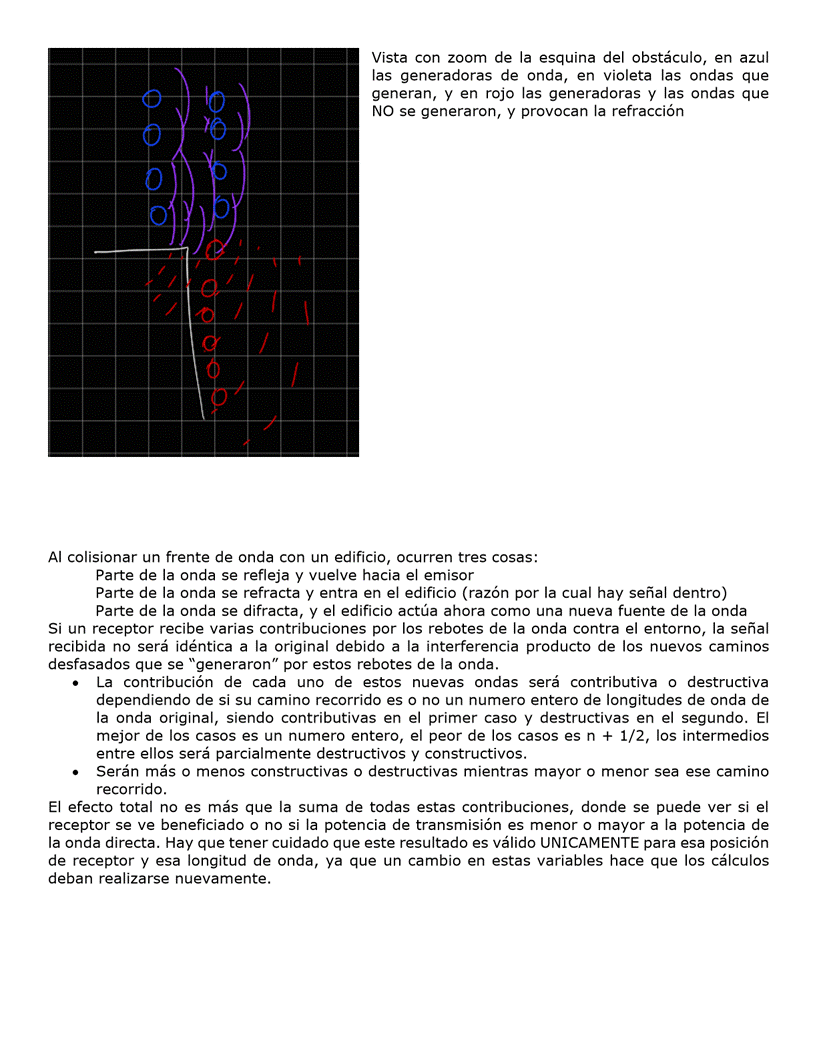 Vista con zoom de la esquina del obstáculo, en azul
las generadoras de onda, en violeta las ondas que
generan, y en rojo las generadoras y las ondas que
NO se generaron, y provocan la refracción
Al colisionar un frente de onda con un edificio, ocurren tres cosas:
Parte de la onda se refleja y vuelve hacia el emisor
Parte de la onda se refracta y entra en el edificio (razón por la cual hay señal dentro)
Parte de la onda se difracta, y el edificio actúa ahora como una nueva fuente de la onda
Si un receptor recibe varias contribuciones por los rebotes de la onda contra el entorno, la señal
recibida no será idéntica a la original debido a la interferencia producto de los nuevos caminos
desfasados que se “generaron” por estos rebotes de la onda.
• La contribución de cada uno de estos nuevas ondas será contributiva o destructiva
dependiendo de si su camino recorrido es o no un numero entero de longitudes de onda de
la onda original, siendo contributivas en el primer caso y destructivas en el segundo. El
mejor de los casos es un numero entero, el peor de los casos es n + 1/2, los intermedios
entre ellos será parcialmente destructivos y constructivos.
• Serán más o menos constructivas o destructivas mientras mayor o menor sea ese camino
recorrido.
El efecto total no es más que la suma de todas estas contribuciones, donde se puede ver si el
receptor se ve beneficiado o no si la potencia de transmisión es menor o mayor a la potencia de
la onda directa. Hay que tener cuidado que este resultado es válido UNICAMENTE para esa posición
de receptor y esa longitud de onda, ya que un cambio en estas variables hace que los cálculos
deban realizarse nuevamente.